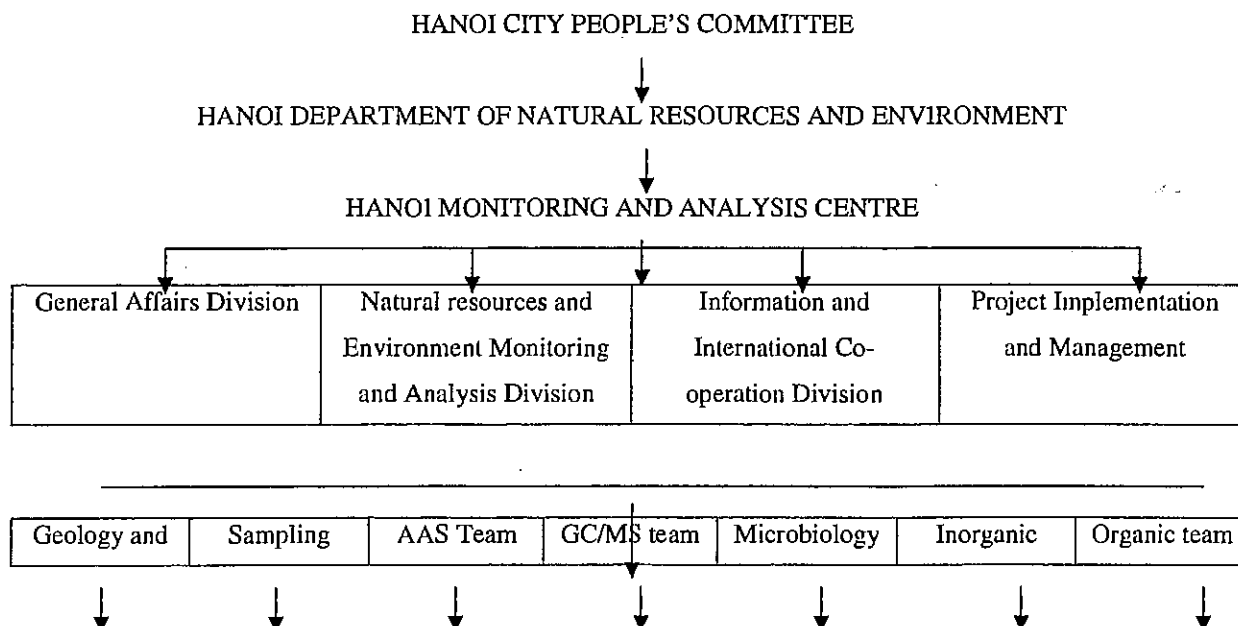 HANOI CITY PEOPLE'S COMMITTEE
HANOI DEPARTMENT OF NATURAL RESOURCES AND ENVIRONMENT
HANOI MONITORING AND ANALYSIS CENTRE
General Affairs Division
Natural resources and
Environment Monitoring
and Analysis Division
Information and
International Co-
operation Division
Project Implementation
and Management
Geology and
Sampling
AAS Team
GC/MS team
Microbiology
Inorganic
Organic team